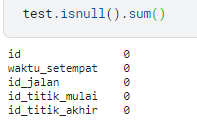 test.isnull().sum()
id 0
waktu_setempat 0
id_jalan 0
id_titik_mulai 0
id_titik_akhir 0